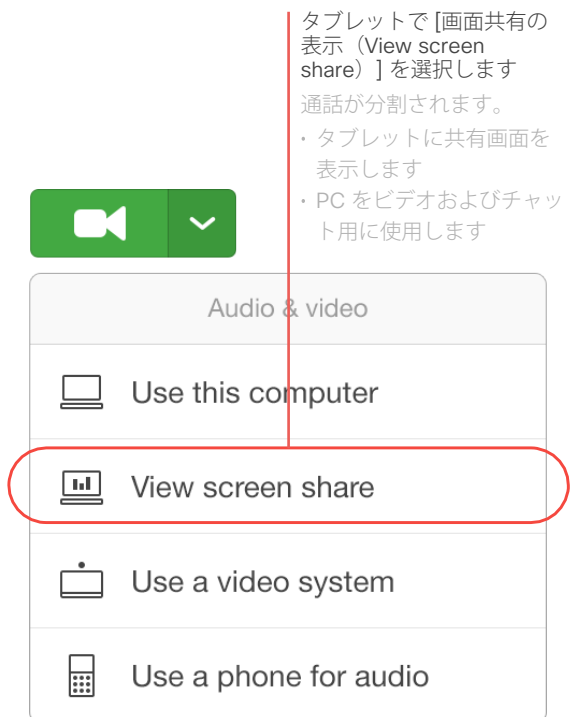 タブレットで [画面共有の
表示（View screen
share）] を選択します
通話が分割されます。
・タブレットに共有画面を
表示します
・PC をビデオおよびチャッ
ト用に使用します
Audio & video
Use this computer
View screen share
Use a video system
Use a phone for audio